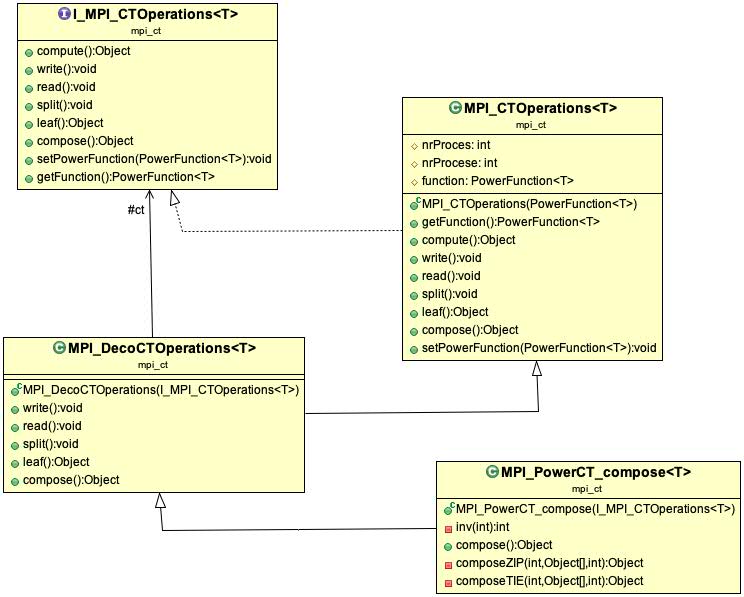 I_MPI_CTOperations<T>
mpi_ct
compute():Object
write():void
read():void
split():void
leaf():Object
compose():Object
setPowerFunction(PowerFunction<T>):void
getFunction():PowerFunction<T>
#ct
MPI_CTOperations<T>
mpi_ct
nrProces: int
nrProcese: int
function: PowerFunction<T>
MPI_CTOperations(PowerFunction<T>)
getFunction():PowerFunction<T>
compute():Object
write():void
read():void
split():void
leaf():Object
compose():Object
setPowerFunction(PowerFunction<T>):void
MPI_DecoCTOperations<T>
mpi_ct
MPI_DecoCTOperations(I_MPI_CTOperations<T>)
write():void
read():void
split():void
leaf():Object
compose():Object
MPI_PowerCT_compose<T>
mpi_ct
MPI_PowerCT_compose(I_MPI_CTOperations<T>)
inv(int):int
compose():Object
composeZIP(int,Object[],int):Object
composeTIE(int,Object[],int):Object